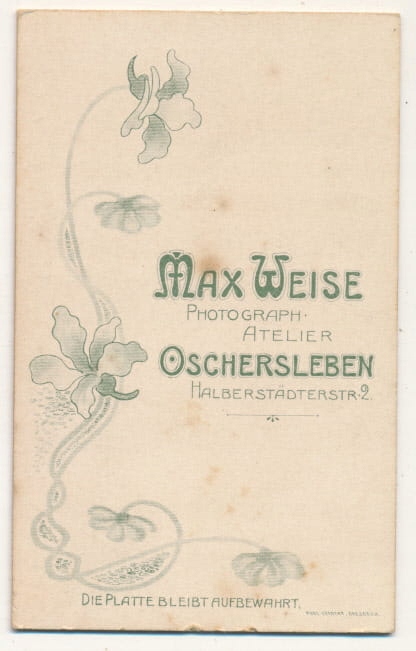 MAX WEISE
PHOTOGRAPH·
ATELIER
OSCHERSLEBEN
HALBERSTÄDTERSTR·2.
DIE PLATTE BLEIBT AUFBEWAHRT.